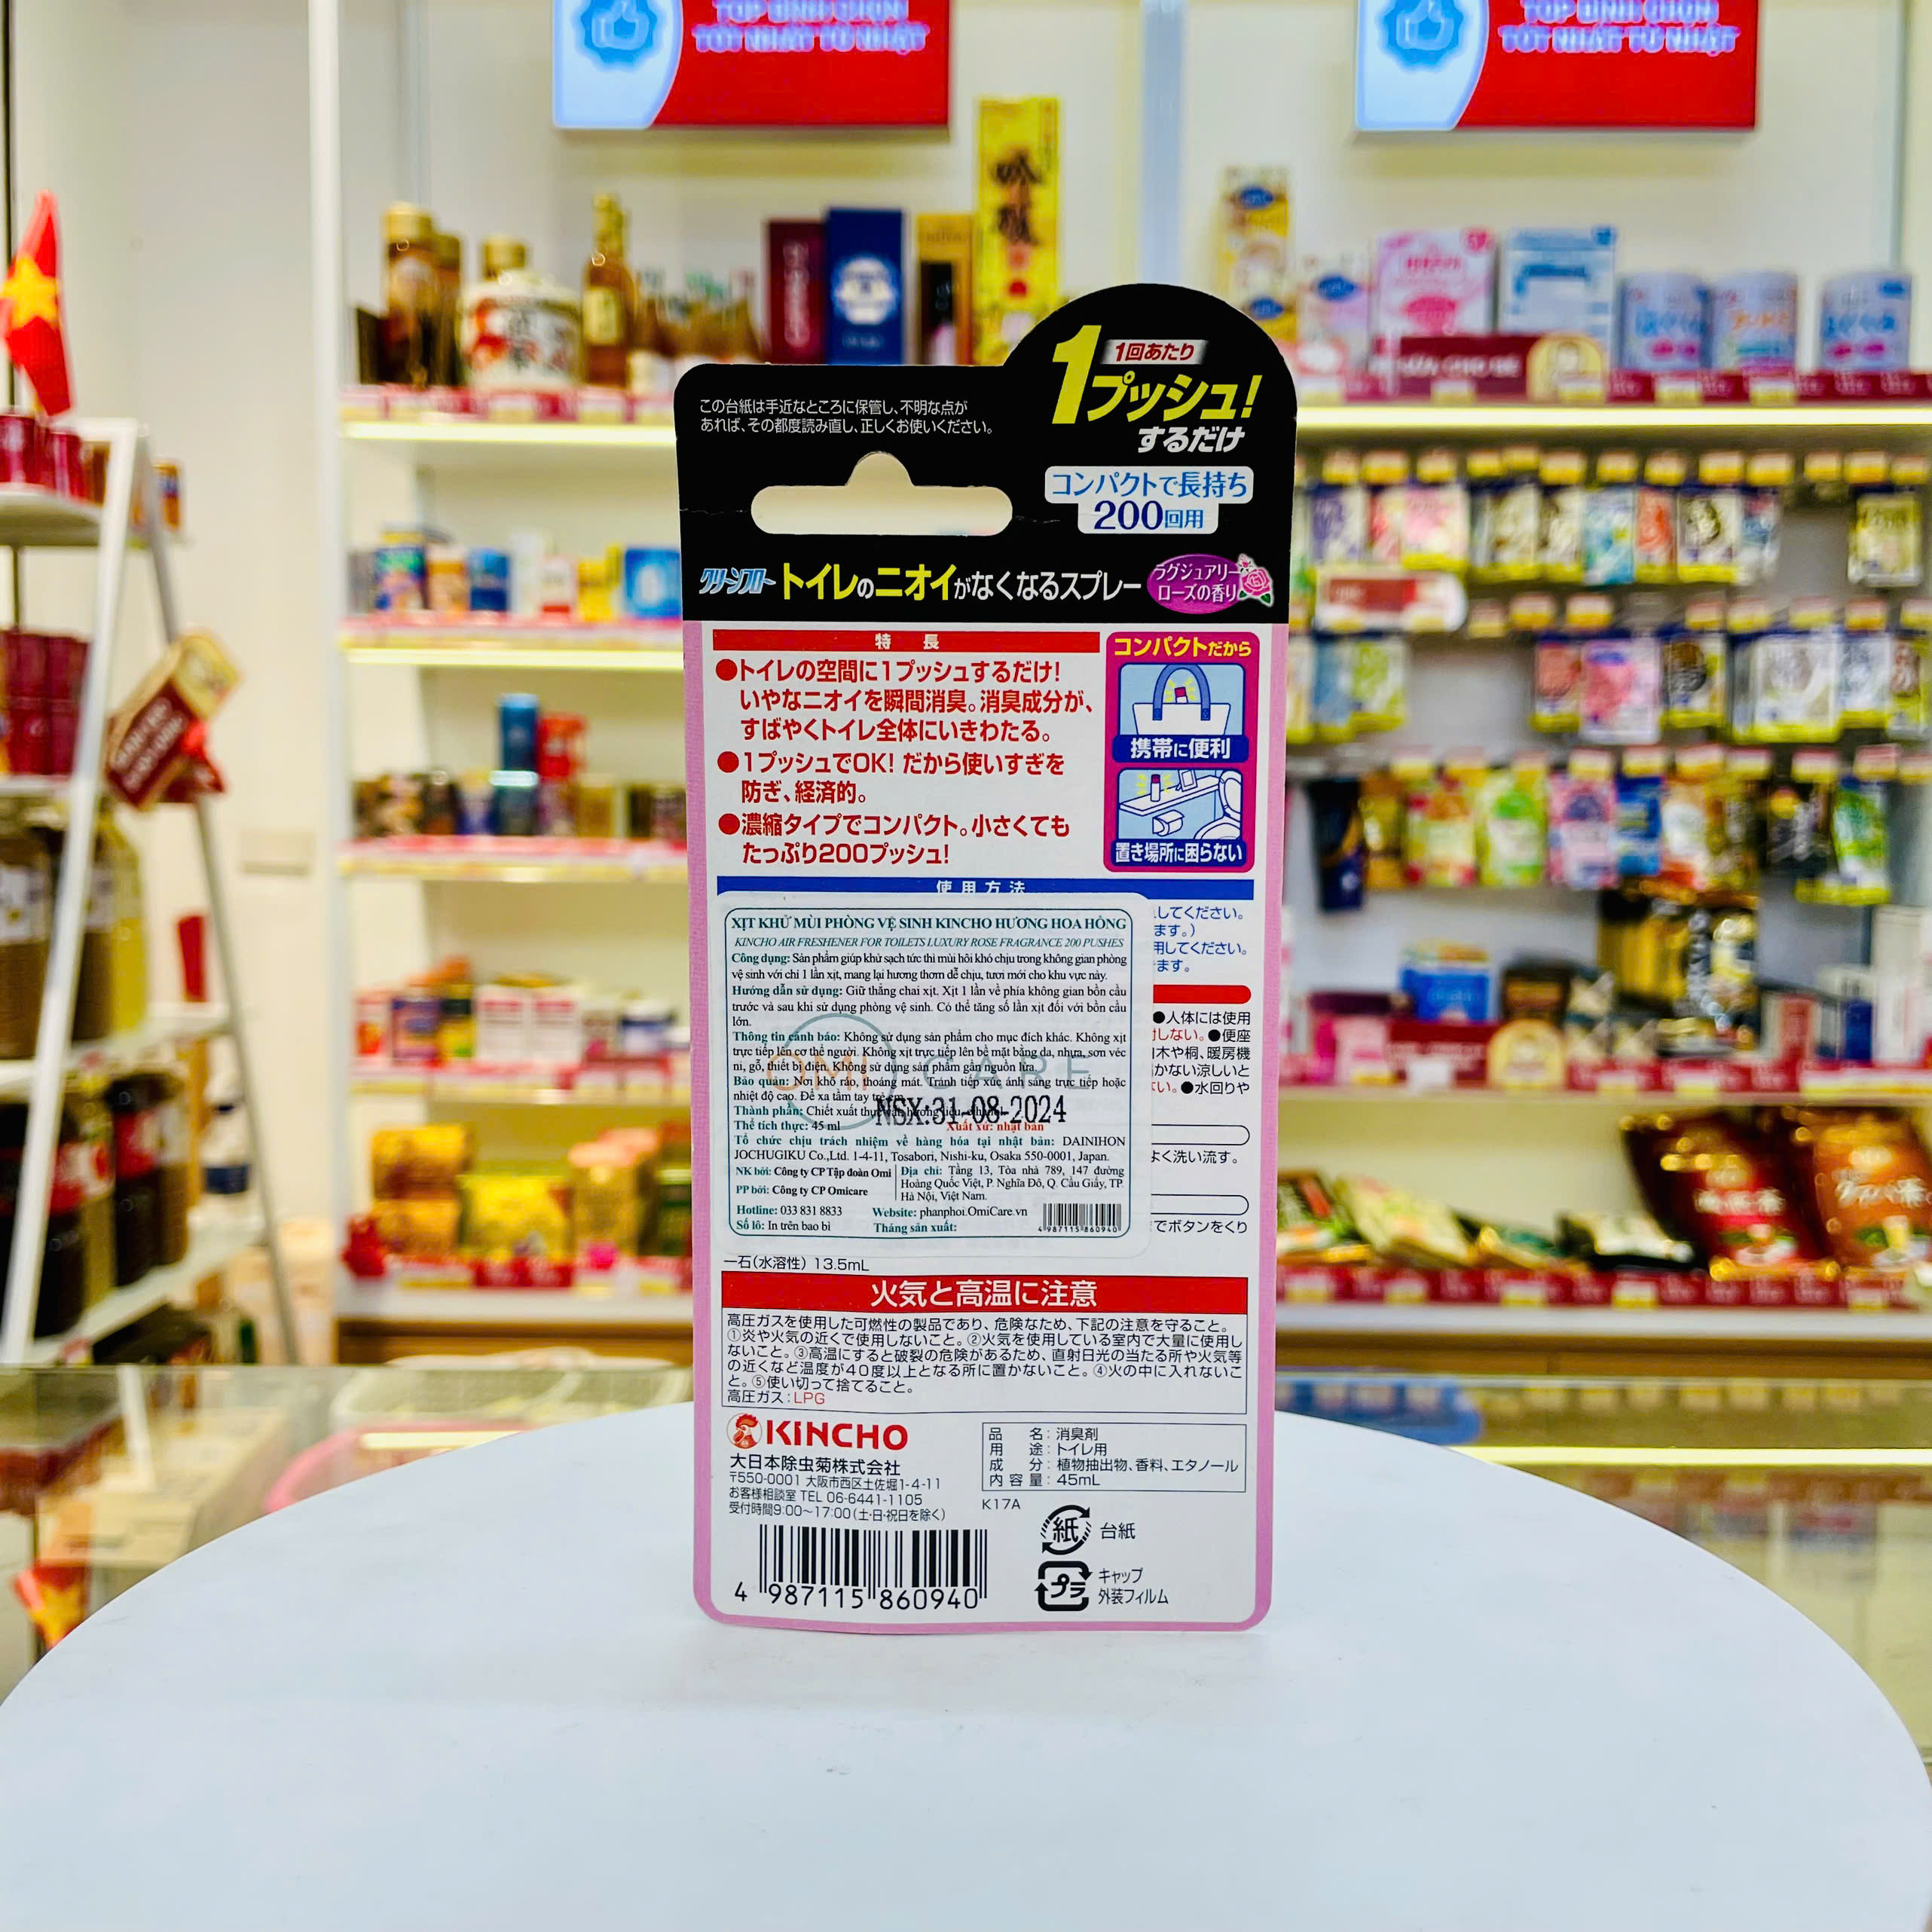 TOP BÌNH CHỌN
TỐT NHẤT TỪ NHẬT
TOP BÌNH CHỌN
TỐT NHẤT TỪ NHẬT
この台紙は手近なところに保管し、不明な点が
あれば、その都度読み直し、正しくお使いください。
1回あたり
1プッシュ!
するだけ
コンパクトで長持ち
200回用
クリーンフロー トイレのニオイがなくなるスプレー
ラグジュアリー
ローズの香り
特 長
●トイレの空間に1プッシュするだけ!
いやなニオイを瞬間消臭。消臭成分が、
すばやくトイレ全体にいきわたる。
●1プッシュでOK! だから使いすぎを
防ぎ、経済的。
●濃縮タイプでコンパクト。小さくても
たっぷり200プッシュ!
コンパクトだから
携帯に便利
置き場所に困らない
使用方法
してください。
ます。)
用してください。
ます。
●人体には使用
しない。●便座
木や桐、暖房機
かない涼しいと
い。●水回りや
よく洗い流す。
でボタンをくり
XỊT KHỬ MÙI PHÒNG VỆ SINH KINCHO HƯƠNG HOA HỒNG
KINCHO AIR FRESHENER FOR TOILETS LUXURY ROSE FRAGRANCE 200 PUSHES
Công dụng: Sản phẩm giúp khử sạch tức thì mùi hôi khó chịu trong không gian phòng
vệ sinh với chỉ 1 lần xịt, mang lại hương thơm dễ chịu, tươi mới cho khu vực này.
Hướng dẫn sử dụng: Giữ thẳng chai xịt. Xịt 1 lần về phía không gian bồn cầu
trước và sau khi sử dụng phòng vệ sinh. Có thể tăng số lần xịt đối với bồn cầu
lớn.
Thông tin cảnh báo: Không sử dụng sản phẩm cho mục đích khác. Không xịt
trực tiếp lên cơ thể người. Không xịt trực tiếp lên bề mặt bằng da, nhựa, sơn véc
ni, gỗ, thiết bị điện. Không sử dụng sản phẩm gần nguồn lửa.
OMI CARE
Bảo quản: Nơi khô ráo, thoáng mát. Tránh tiếp xúc ánh sáng trực tiếp hoặc
nhiệt độ cao. Để xa tầm tay trẻ em.
Thành phần: Chiết xuất thực vật, hương liệu, ethanol.
NSX:31-08-2024
Thể tích thực: 45 ml Xuất xứ: nhật bản
Tổ chức chịu trách nhiệm về hàng hóa tại nhật bản: DAINIHON
JOCHUGIKU Co.,Ltd. 1-4-11, Tosabori, Nishi-ku, Osaka 550-0001, Japan.
NK bởi: Công ty CP Tập đoàn Omi
PP bởi: Công ty CP Omicare
Địa chỉ: Tầng 13, Tòa nhà 789, 147 đường
Hoàng Quốc Việt, P. Nghĩa Đô, Q. Cầu Giấy, TP.
Hà Nội, Việt Nam.
Hotline: 033 831 8833 Website: phanphoi.OmiCare.vn
Số lô: In trên bao bì Tháng sản xuất:
4 987115 860940
一石(水溶性) 13.5mL
火気と高温に注意
高圧ガスを使用した可燃性の製品であり、危険なため、下記の注意を守ること。
①炎や火気の近くで使用しないこと。②火気を使用している室内で大量に使用し
ないこと。③高温にすると破裂の危険があるため、直射日光の当たる所や火気等
の近くなど温度が40度以上となる所に置かないこと。④火の中に入れないこ
と。⑤使い切って捨てること。
高圧ガス:LPG
KINCHO
大日本除虫菊株式会社
〒550-0001 大阪市西区土佐堀1-4-11
お客様相談室 TEL 06-6441-1105
受付時間9:00~17:00(土・日・祝日を除く)
品 名:消臭剤
用 途:トイレ用
成 分:植物抽出物、香料、エタノール
内容量:45mL
K17A
紙 台紙
プラ キャップ
外装フィルム
4 987115 860940